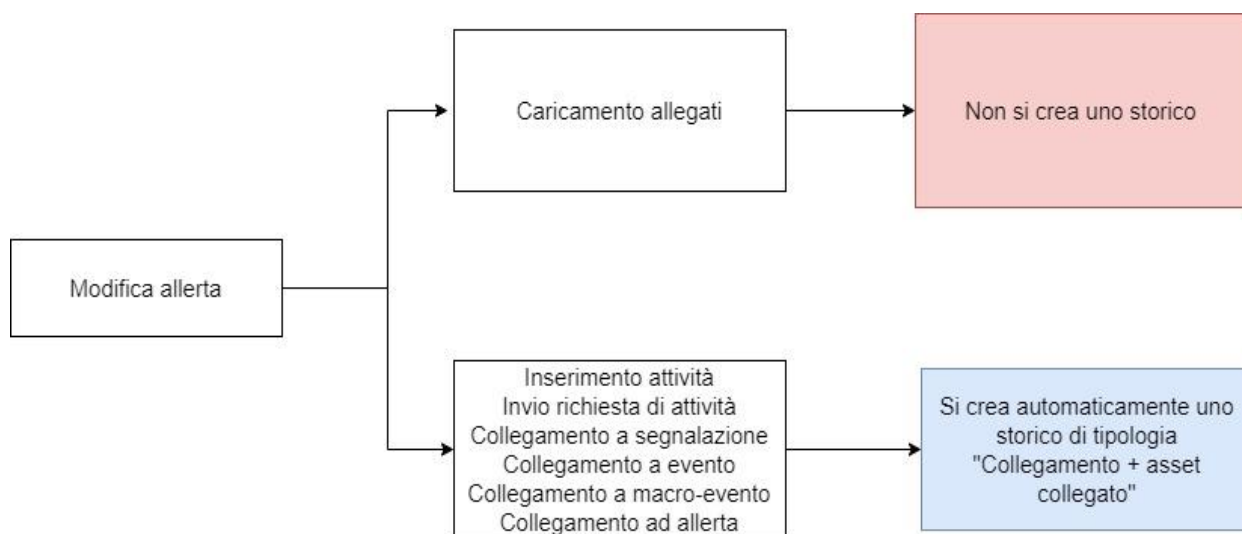 Caricamento allegati
Non si crea uno storico
Modifica allerta
Inserimento attività
Invio richiesta di attività
Collegamento a segnalazione
Collegamento a evento
Collegamento a macro-evento
Collegamento ad allerta
Si crea automaticamente uno
storico di tipologia
"Collegamento + asset
collegato"